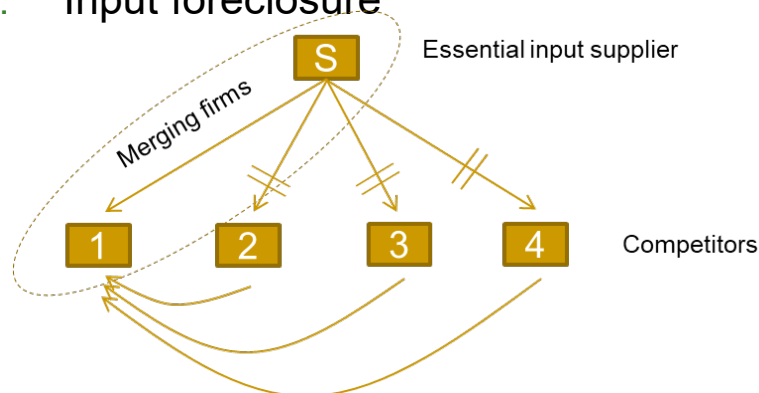 Input foreclosure
S
Essential input supplier
Merging firms
1
2
3
4
Competitors